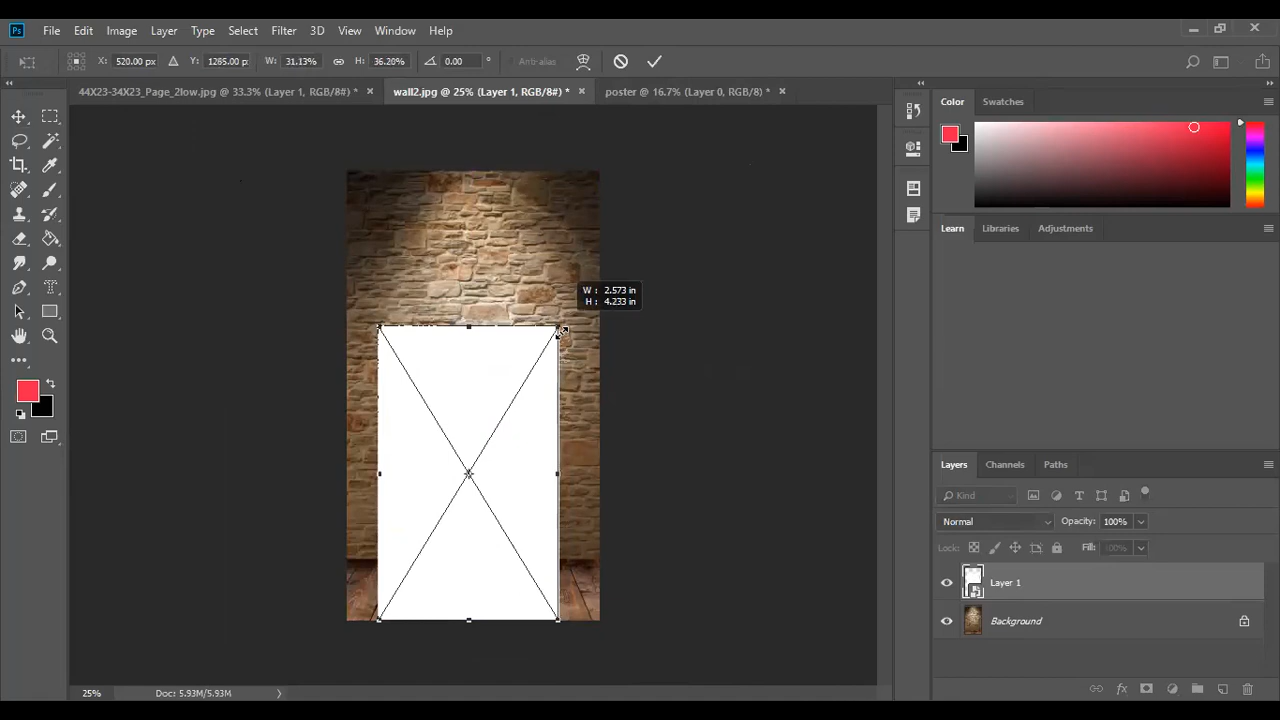 Ps File Edit Image Layer Type Select Filter 3D View Window Help
X: 520.00 px Y: 1285.00 px W: 31.13% H: 36.20% 0.00 ° Anti-alias
44X23-34X23_Page_2low.jpg @ 33.3% (Layer 1, RGB/8#) * wall2.jpg @ 25% (Layer 1, RGB/8#) * poster @ 16.7% (Layer 0, RGB/8) *
Color Swatches
Learn Libraries Adjustments
W : 2.573 in
H : 4.233 in
Layers Channels Paths
Kind
Normal Opacity: 100%
Lock: Fill: 100%
Layer 1
Background
25% Doc: 5.93M/5.93M